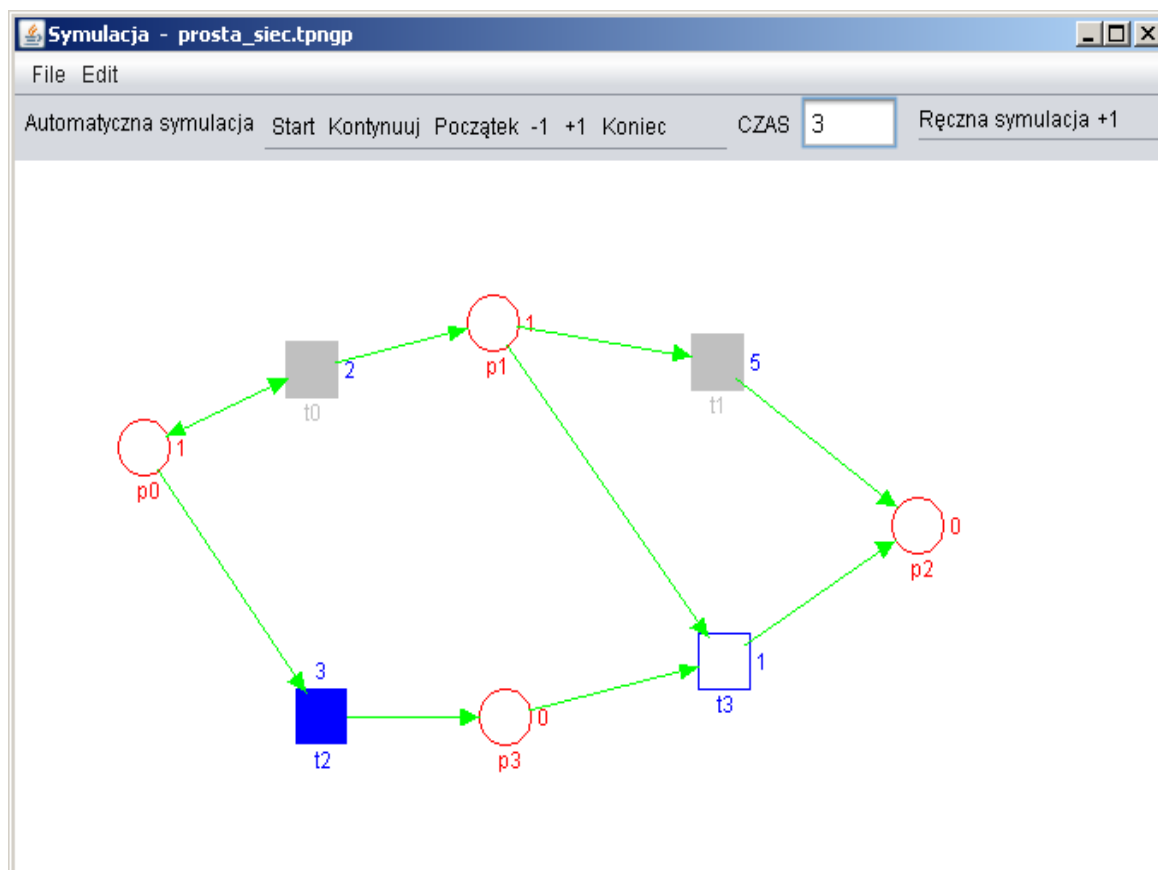 Symulacja - prosta_siec.tpngp
File Edit
Automatyczna symulacja Start Kontynuuj Początek -1 +1 Koniec CZAS 3 Ręczna symulacja +1
1
p1
2
t0
5
t1
1
p0
0
p2
3
t2
0
p3
1
t3